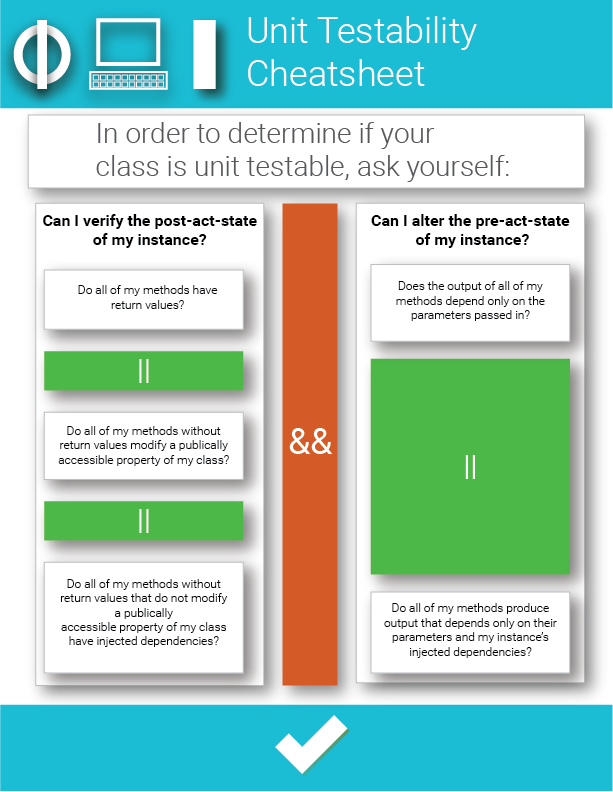 Unit Testability
Cheatsheet
In order to determine if your
class is unit testable, ask yourself:
Can I verify the post-act-state
of my instance?
Do all of my methods have
return values?
||
Do all of my methods without
return values modify a publically
accessible property of my class?
||
Do all of my methods without
return values that do not modify
a publically
accessible property of my class
have injected dependencies?
&&
Can I alter the pre-act-state
of my instance?
Does the output of all of my
methods depend only on the
parameters passed in?
||
Do all of my methods produce
output that depends only on their
parameters and my instance's
injected dependencies?